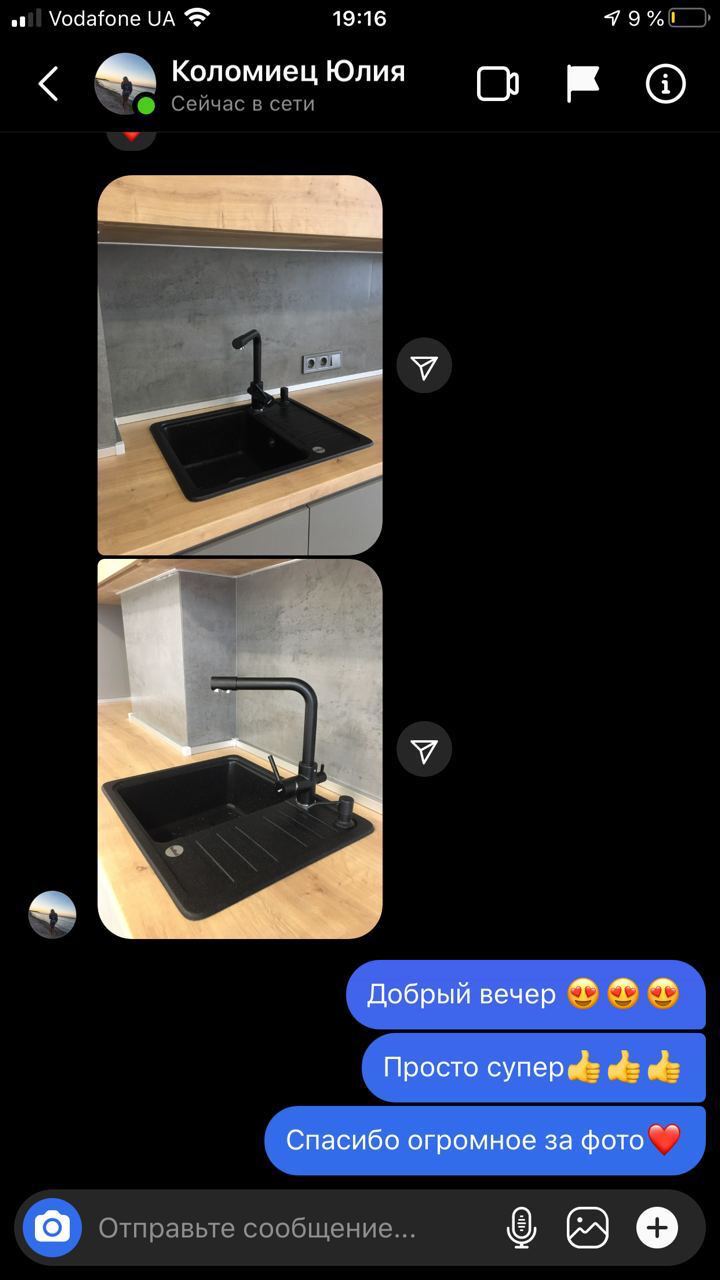 Vodafone UA 19:16 9 %
Коломиец Юлия
Сейчас в сети
Добрый вечер 😍😍😍
Просто супер👍👍👍
Спасибо огромное за фото❤️
Отправьте сообщение...